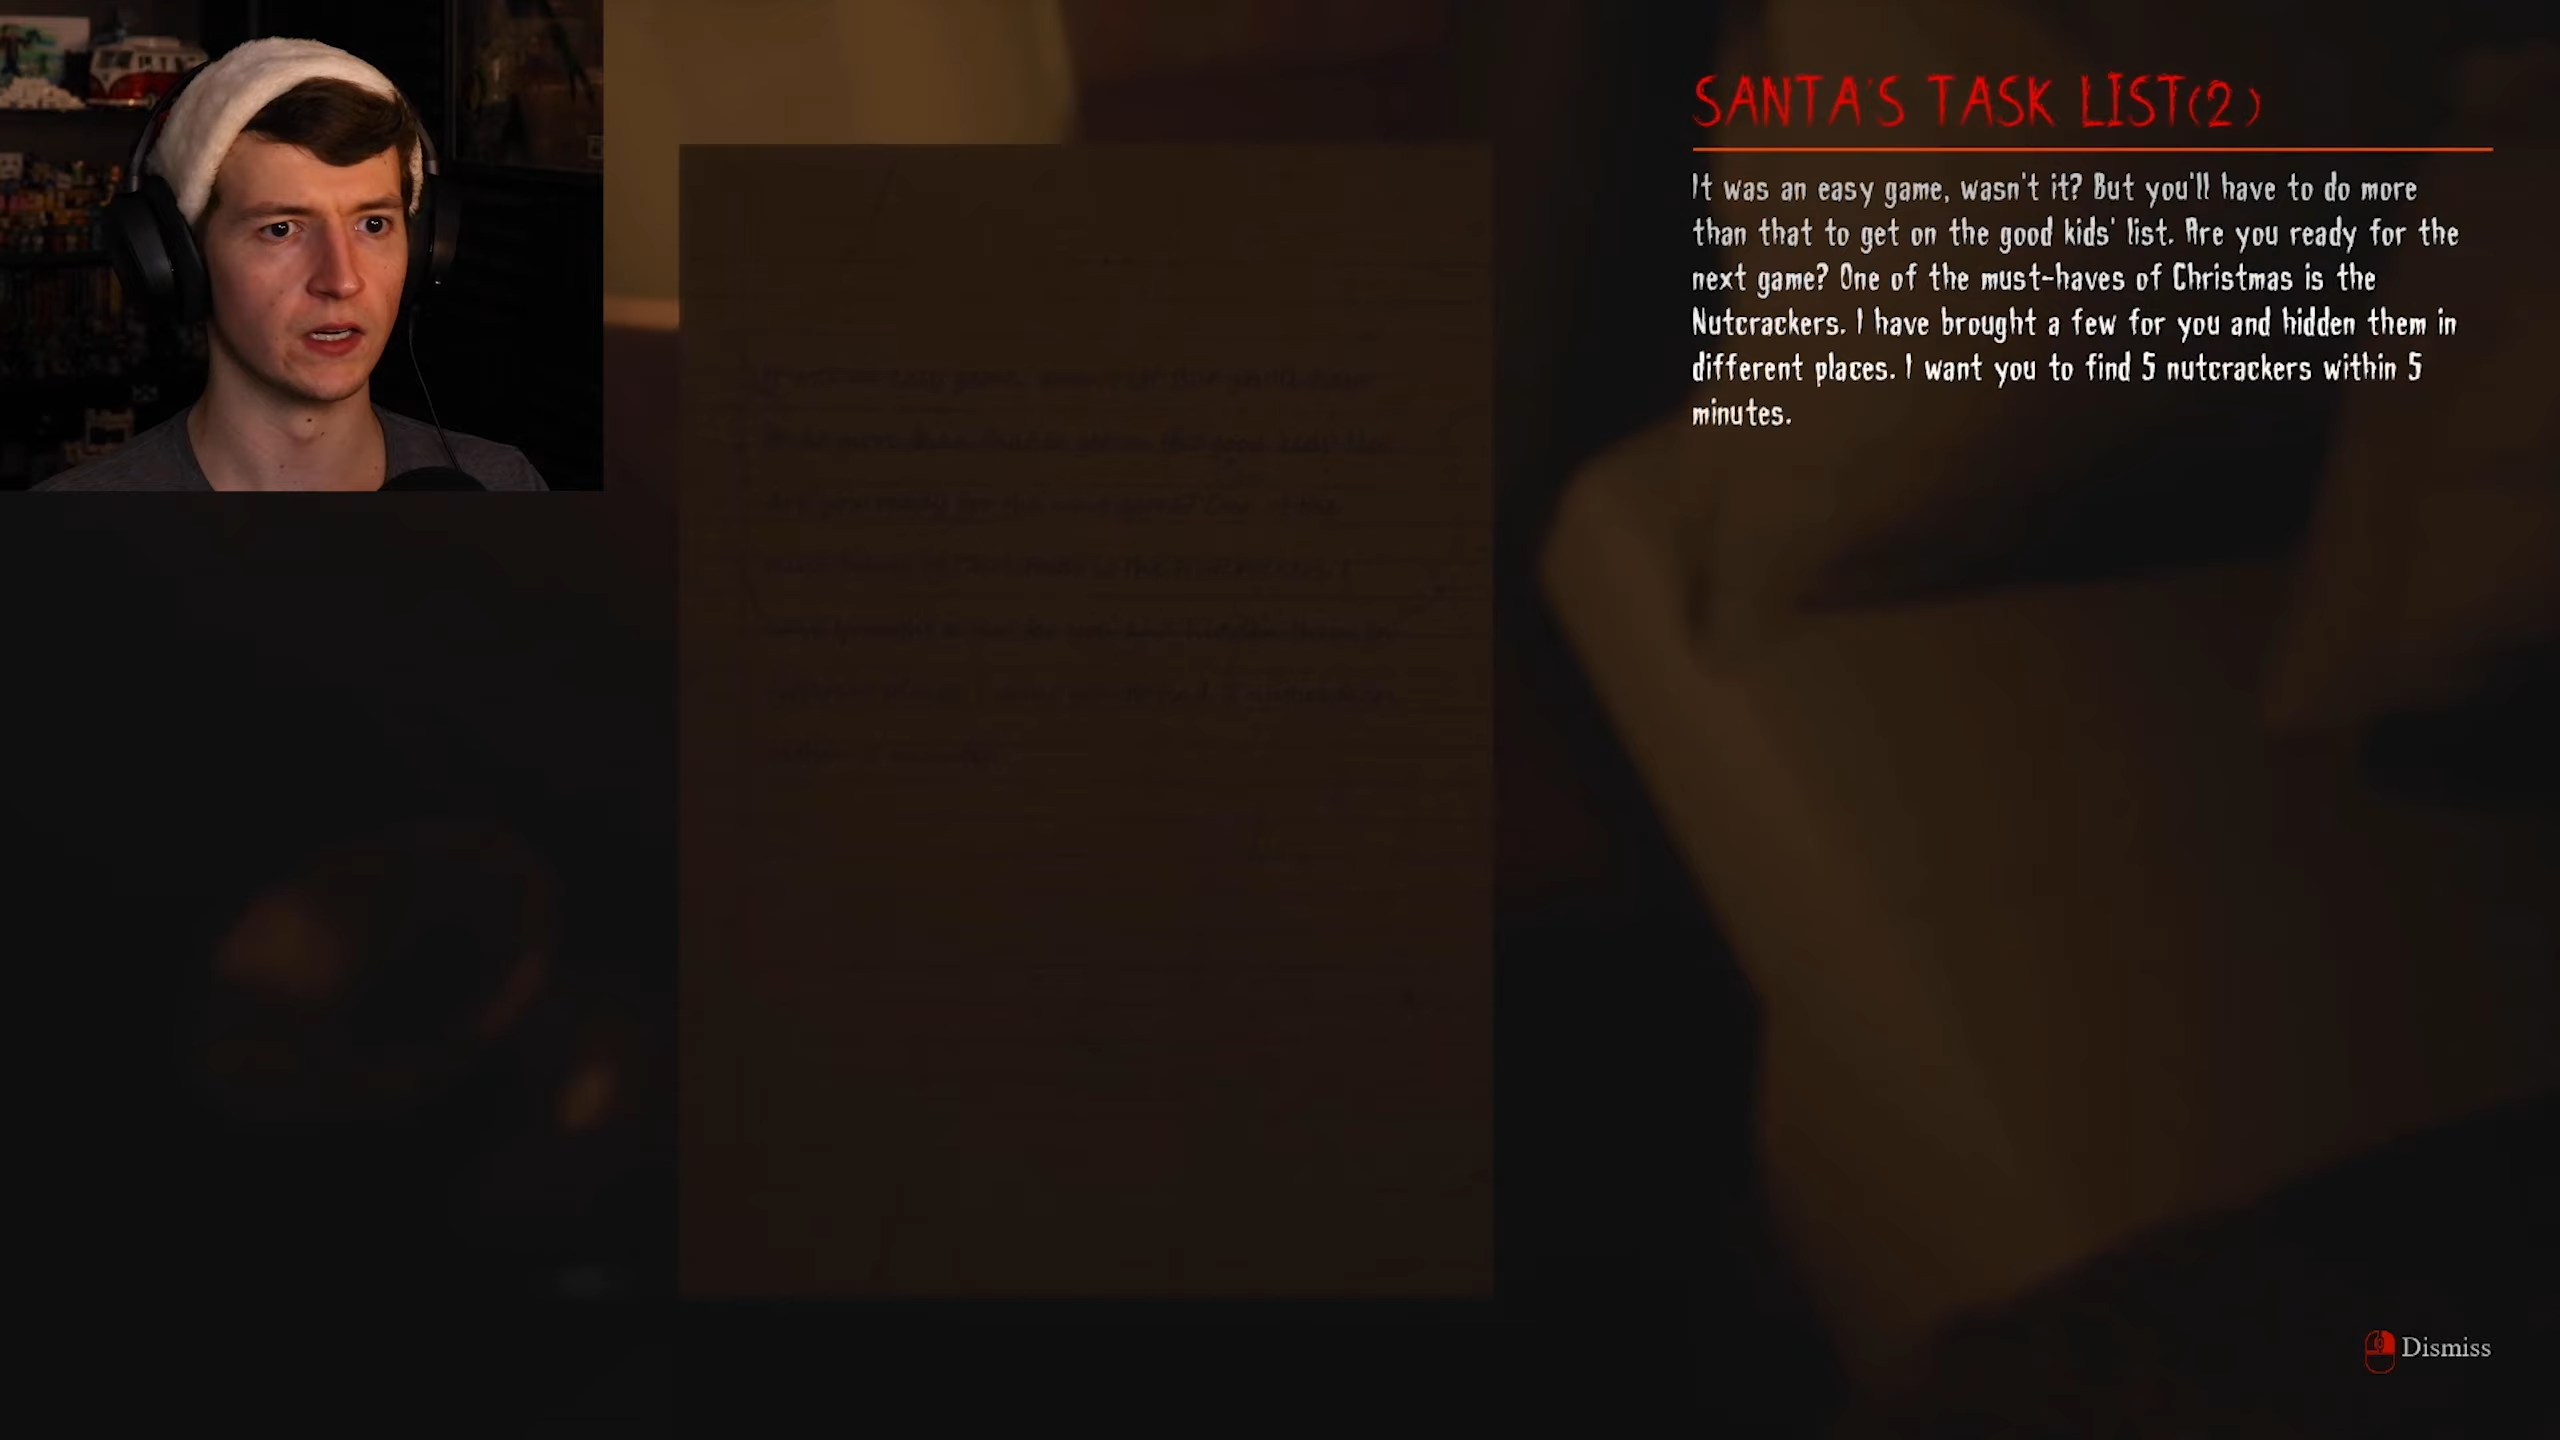 SANTA'S TASK LIST(2)
It was an easy game, wasn't it? But you'll have to do more
than that to get on the good kids' list. Are you ready for the
next game? One of the must-haves of Christmas is the
Nutcrackers. I have brought a few for you and hidden them in
different places. I want you to find 5 nutcrackers within 5
minutes.
Dismiss